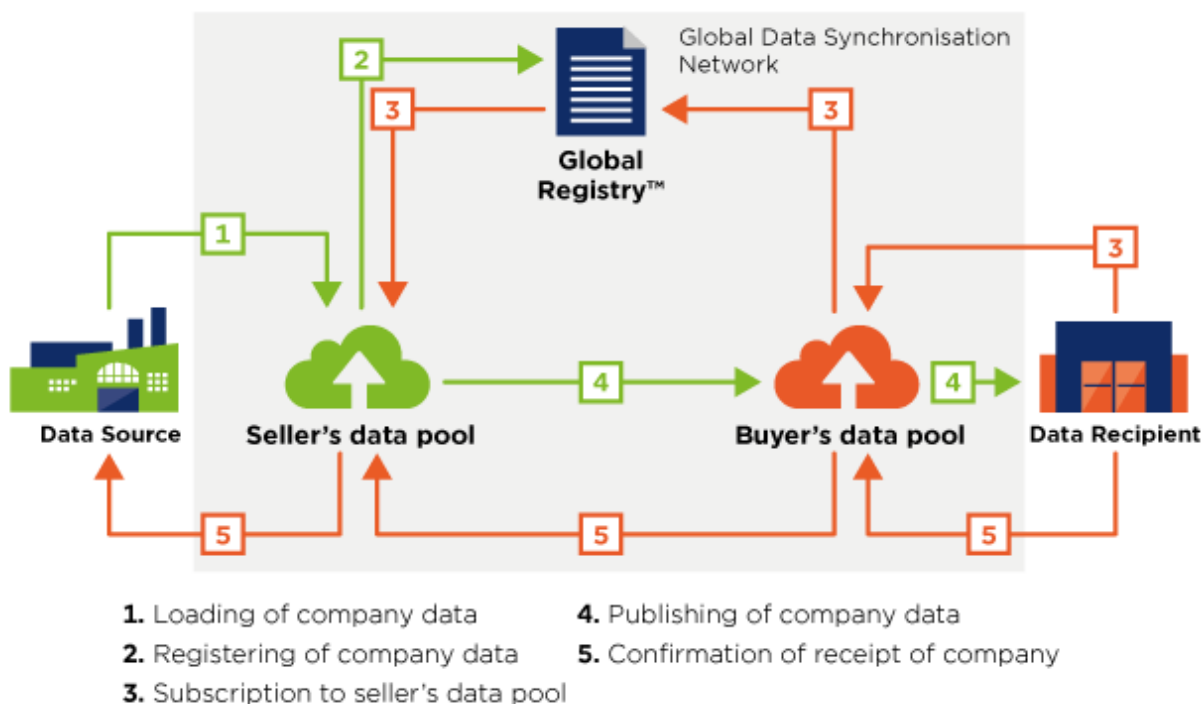 Global Data Synchronisation
Network
2
3
3
Global
Registry™
1
3
4
4
Data Source
Seller's data pool
Buyer's data pool
Data Recipient
5
5
5
1. Loading of company data
2. Registering of company data
3. Subscription to seller's data pool
4. Publishing of company data
5. Confirmation of receipt of company